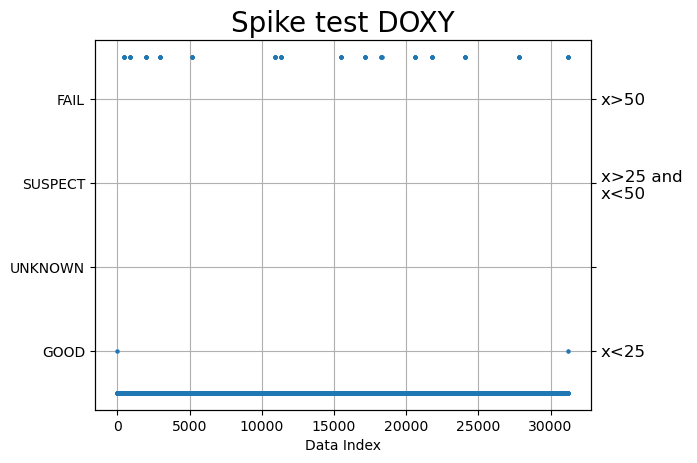 Spike test DOXY
FAIL
SUSPECT
UNKNOWN
GOOD
x>50
x>25 and
x<50
x<25
0 5000 10000 15000 20000 25000 30000
Data Index